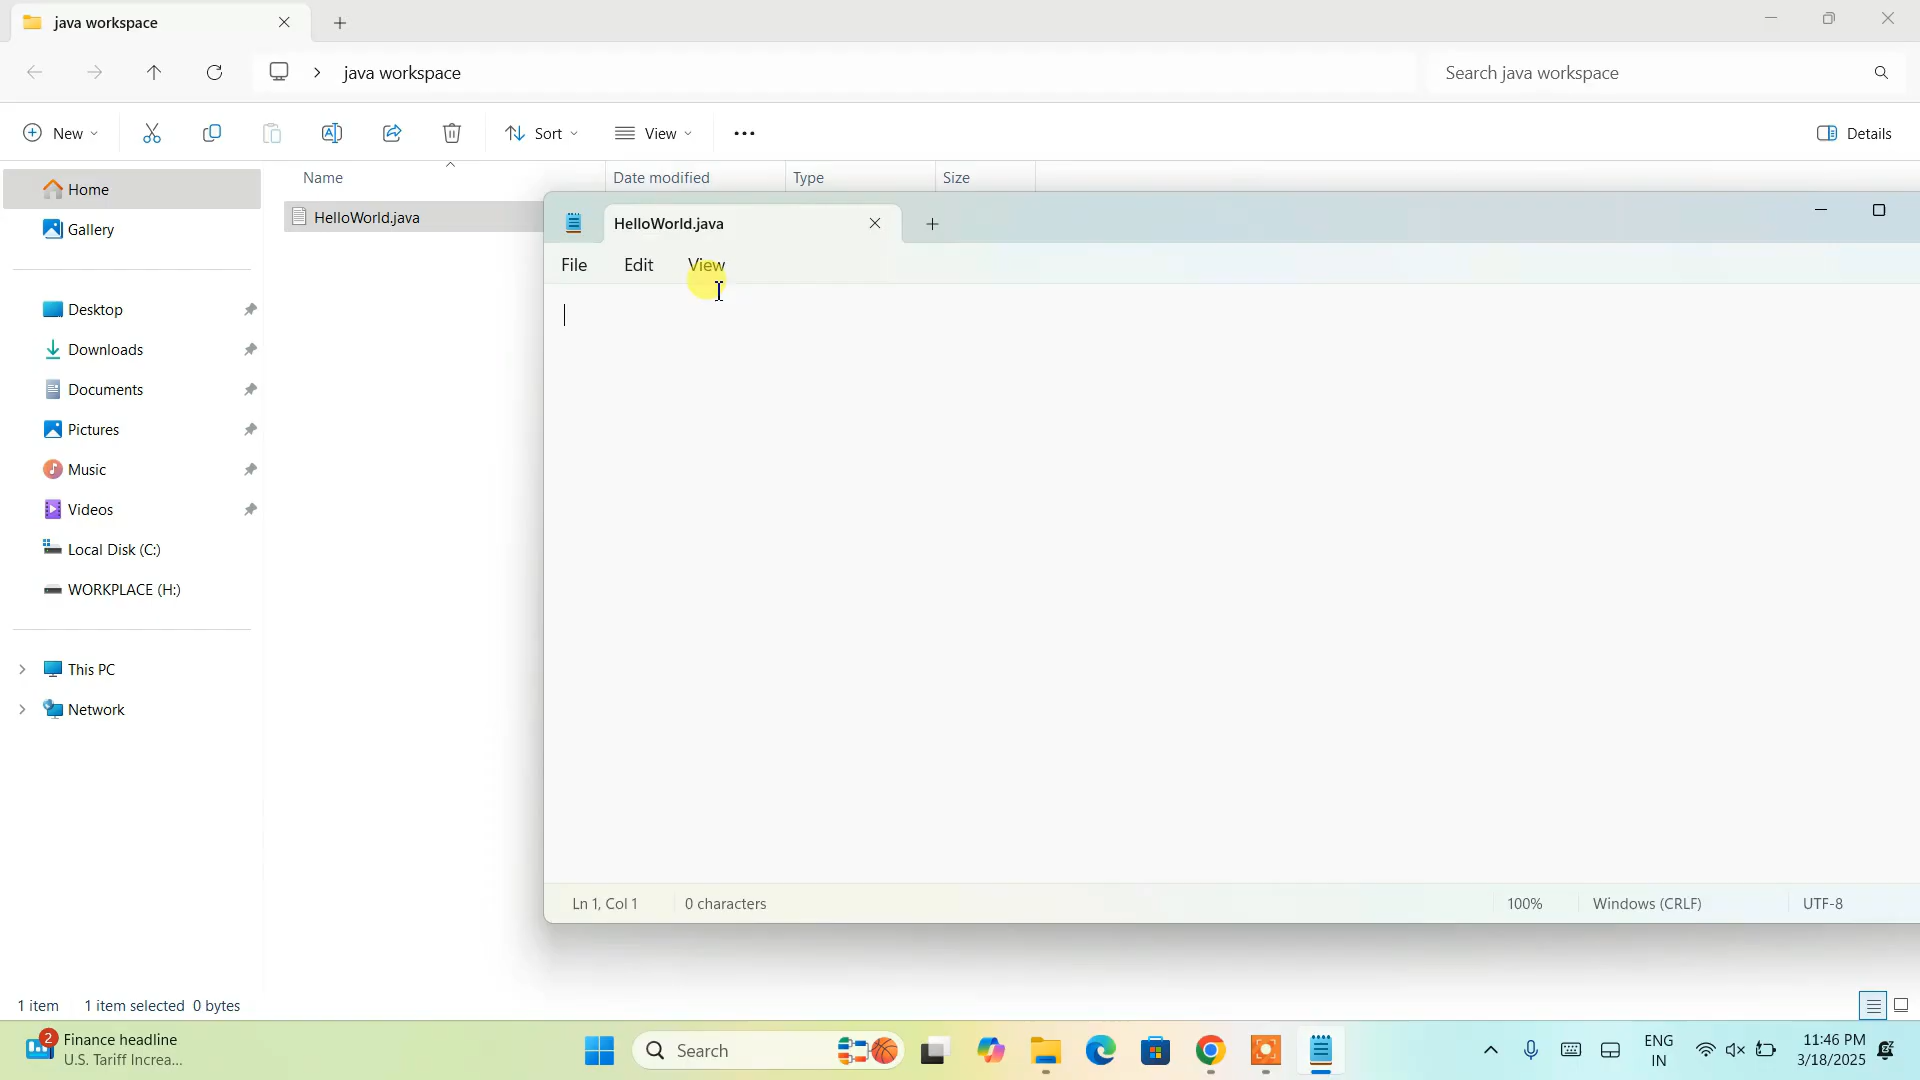 java workspace
java workspace
Search java workspace
New
Sort
View
Details
Name
Date modified
Type
Size
Home
Gallery
Desktop
Downloads
Documents
Pictures
Music
Videos
Local Disk (C:)
WORKPLACE (H:)
This PC
Network
HelloWorld.java
HelloWorld.java
File
Edit
View
Ln 1, Col 1
0 characters
100%
Windows (CRLF)
UTF-8
1 item
1 item selected 0 bytes
2
Finance headline
U.S. Tariff Increa...
Search
ENG
IN
11:46 PM
3/18/2025